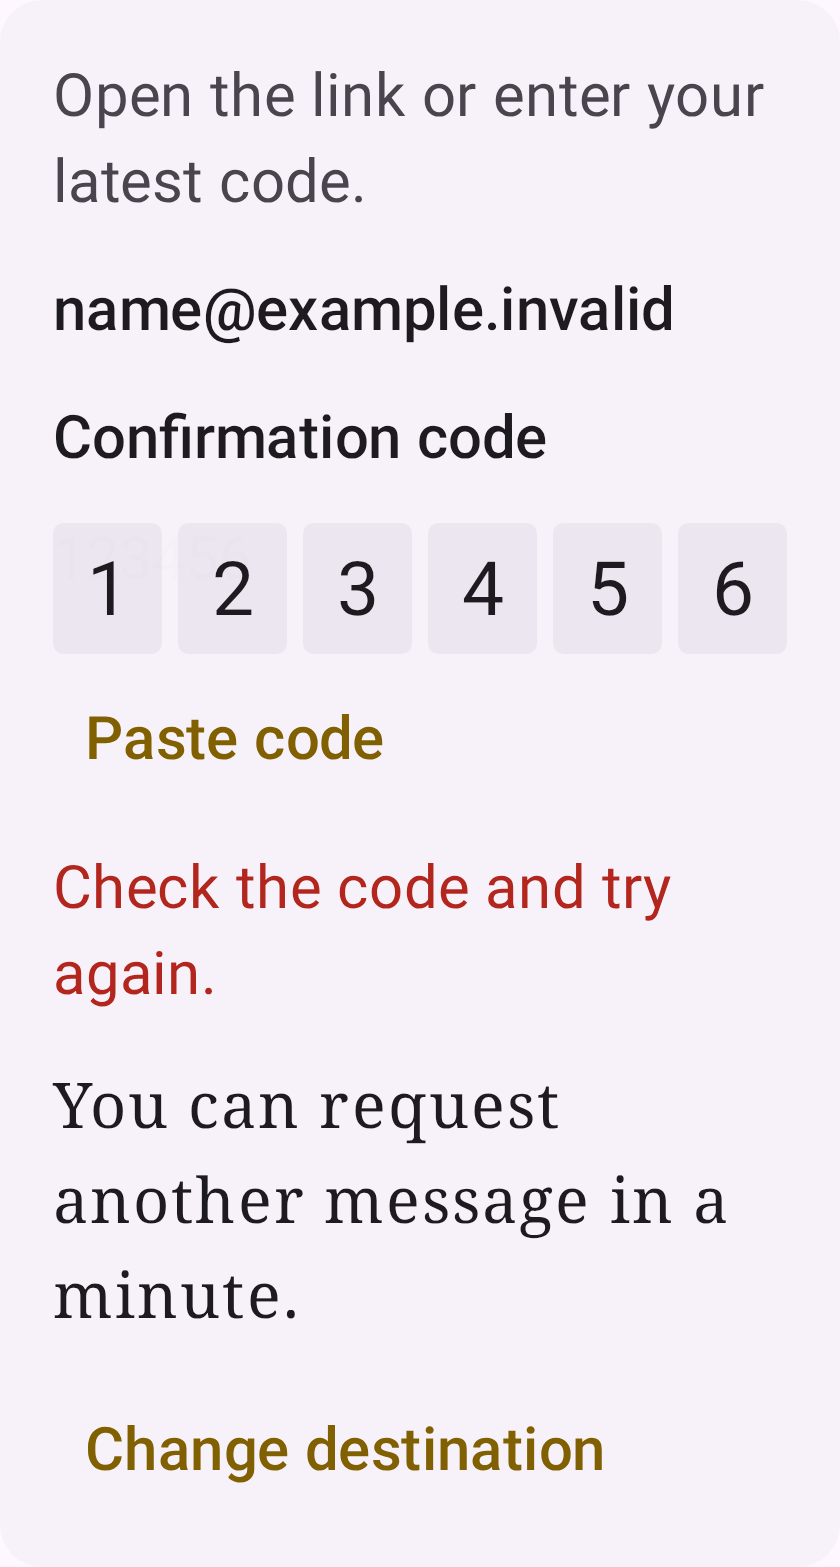 Open the link or enter your
latest code.
name@example.invalid
Confirmation code
1 2 3 4 5 6
Paste code
Check the code and try
again.
You can request
another message in a
minute.
Change destination